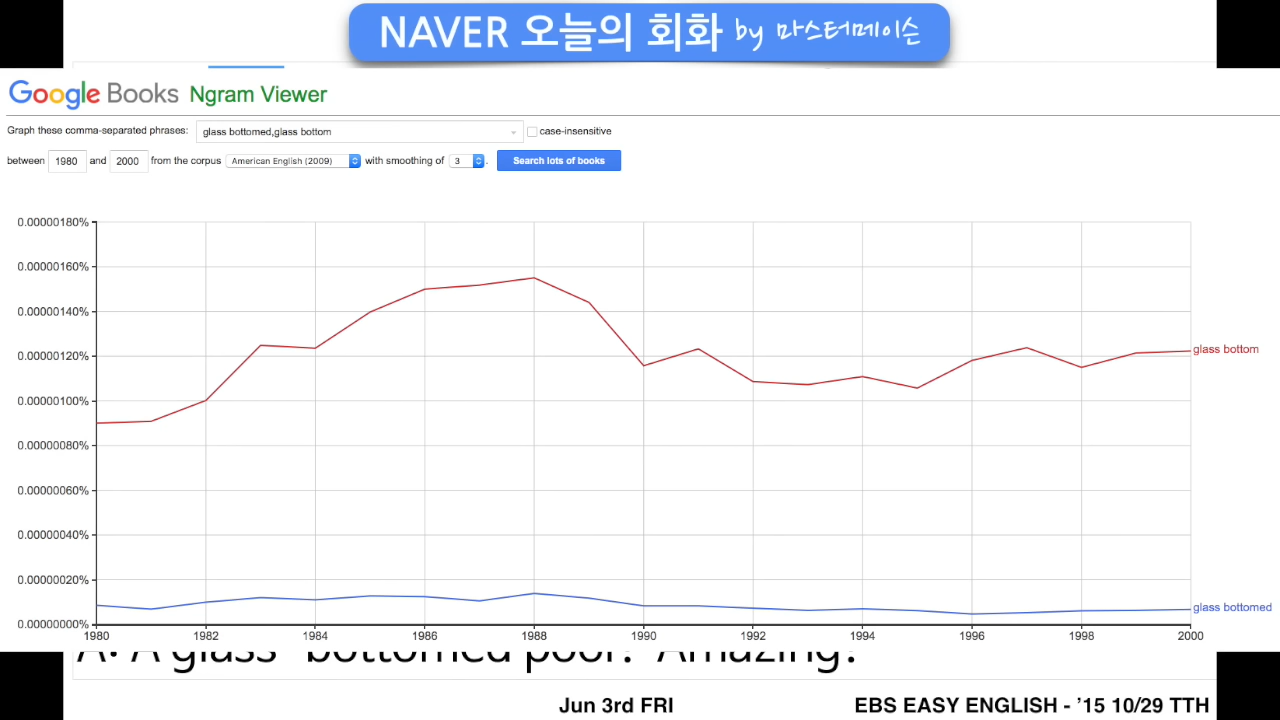 NAVER 오늘의 회화 by 마스터메이슨
Google Books Ngram Viewer
Graph these comma-separated phrases: glass bottomed,glass bottom case-insensitive
between 1980 and 2000 from the corpus American English (2009) with smoothing of 3 . Search lots of books
0.00000180%
0.00000160%
0.00000140%
0.00000120%
0.00000100%
0.00000080%
0.00000060%
0.00000040%
0.00000020%
0.00000000%
glass bottom
glass bottomed
1980 1982 1984 1986 1988 1990 1992 1994 1996 1998 2000
A: A glass-bottomed pool? Amazing!
Jun 3rd FRI EBS EASY ENGLISH - ’15 10/29 TTH